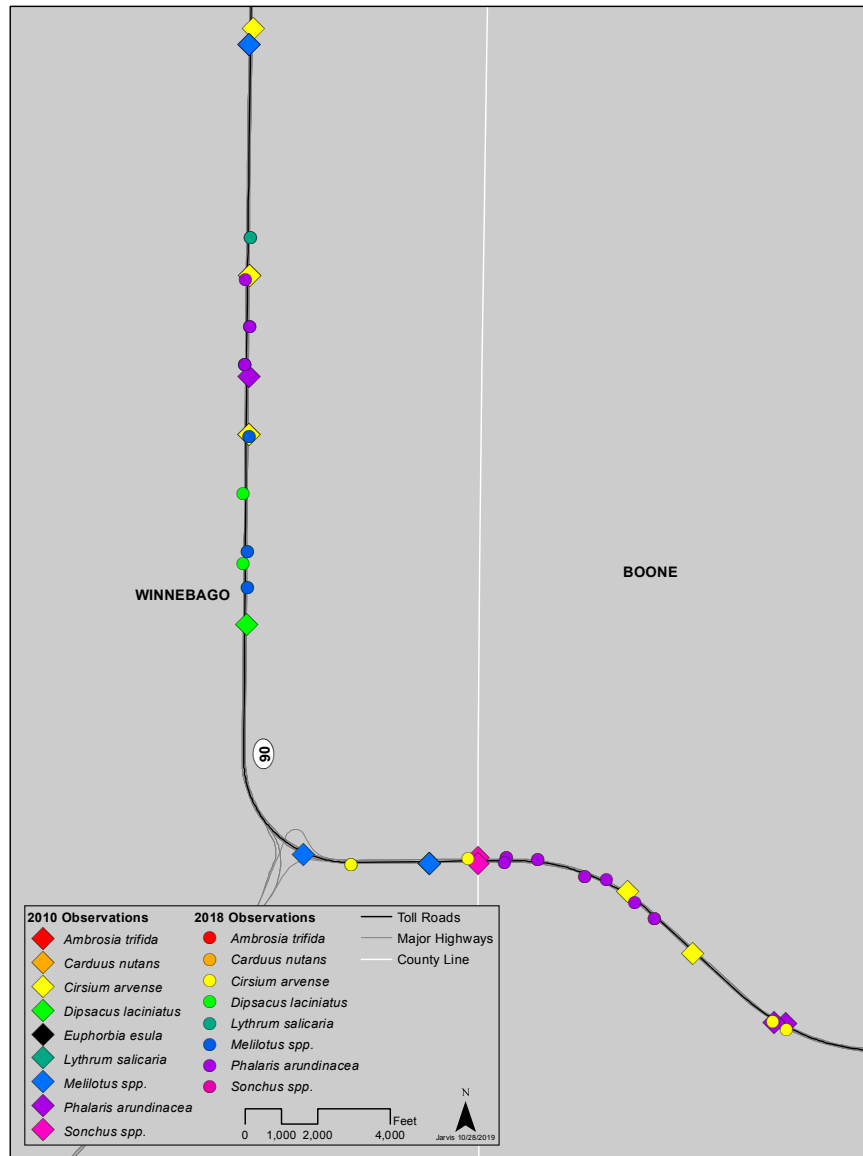 WINNEBAGO
BOONE
90
2010 Observations
Ambrosia trifida
Carduus nutans
Cirsium arvense
Dipsacus laciniatus
Euphorbia esula
Lythrum salicaria
Melilotus spp.
Phalaris arundinacea
Sonchus spp.
2018 Observations
Ambrosia trifida
Carduus nutans
Cirsium arvense
Dipsacus laciniatus
Lythrum salicaria
Melilotus spp.
Phalaris arundinacea
Sonchus spp.
Toll Roads
Major Highways
County Line
Feet
0 1,000 2,000 4,000
N
Jarvis 10/28/2019